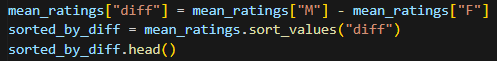 mean_ratings["diff"] = mean_ratings["M"] - mean_ratings["F"]
sorted_by_diff = mean_ratings.sort_values("diff")
sorted_by_diff.head()